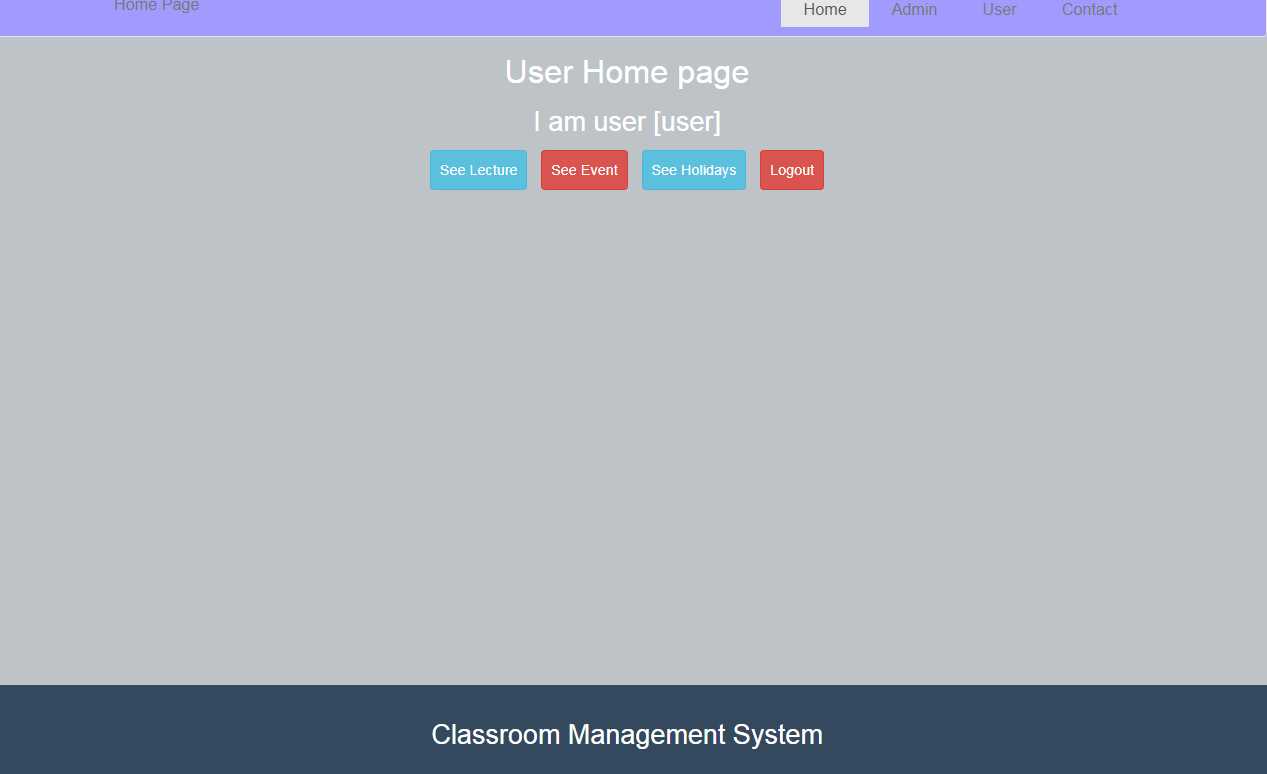 Home Page Home Admin User Contact
User Home page
I am user [user]
See Lecture See Event See Holidays Logout
Classroom Management System